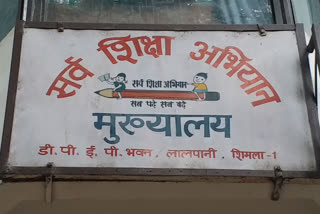 सर्व शिक्षा अभियान
सर्व शिक्षा अभियान
सब पढ़े सब बढ़े
मुख्यालय
डी. पी. ई. पी. भवन, लालपानी, शिमला-1